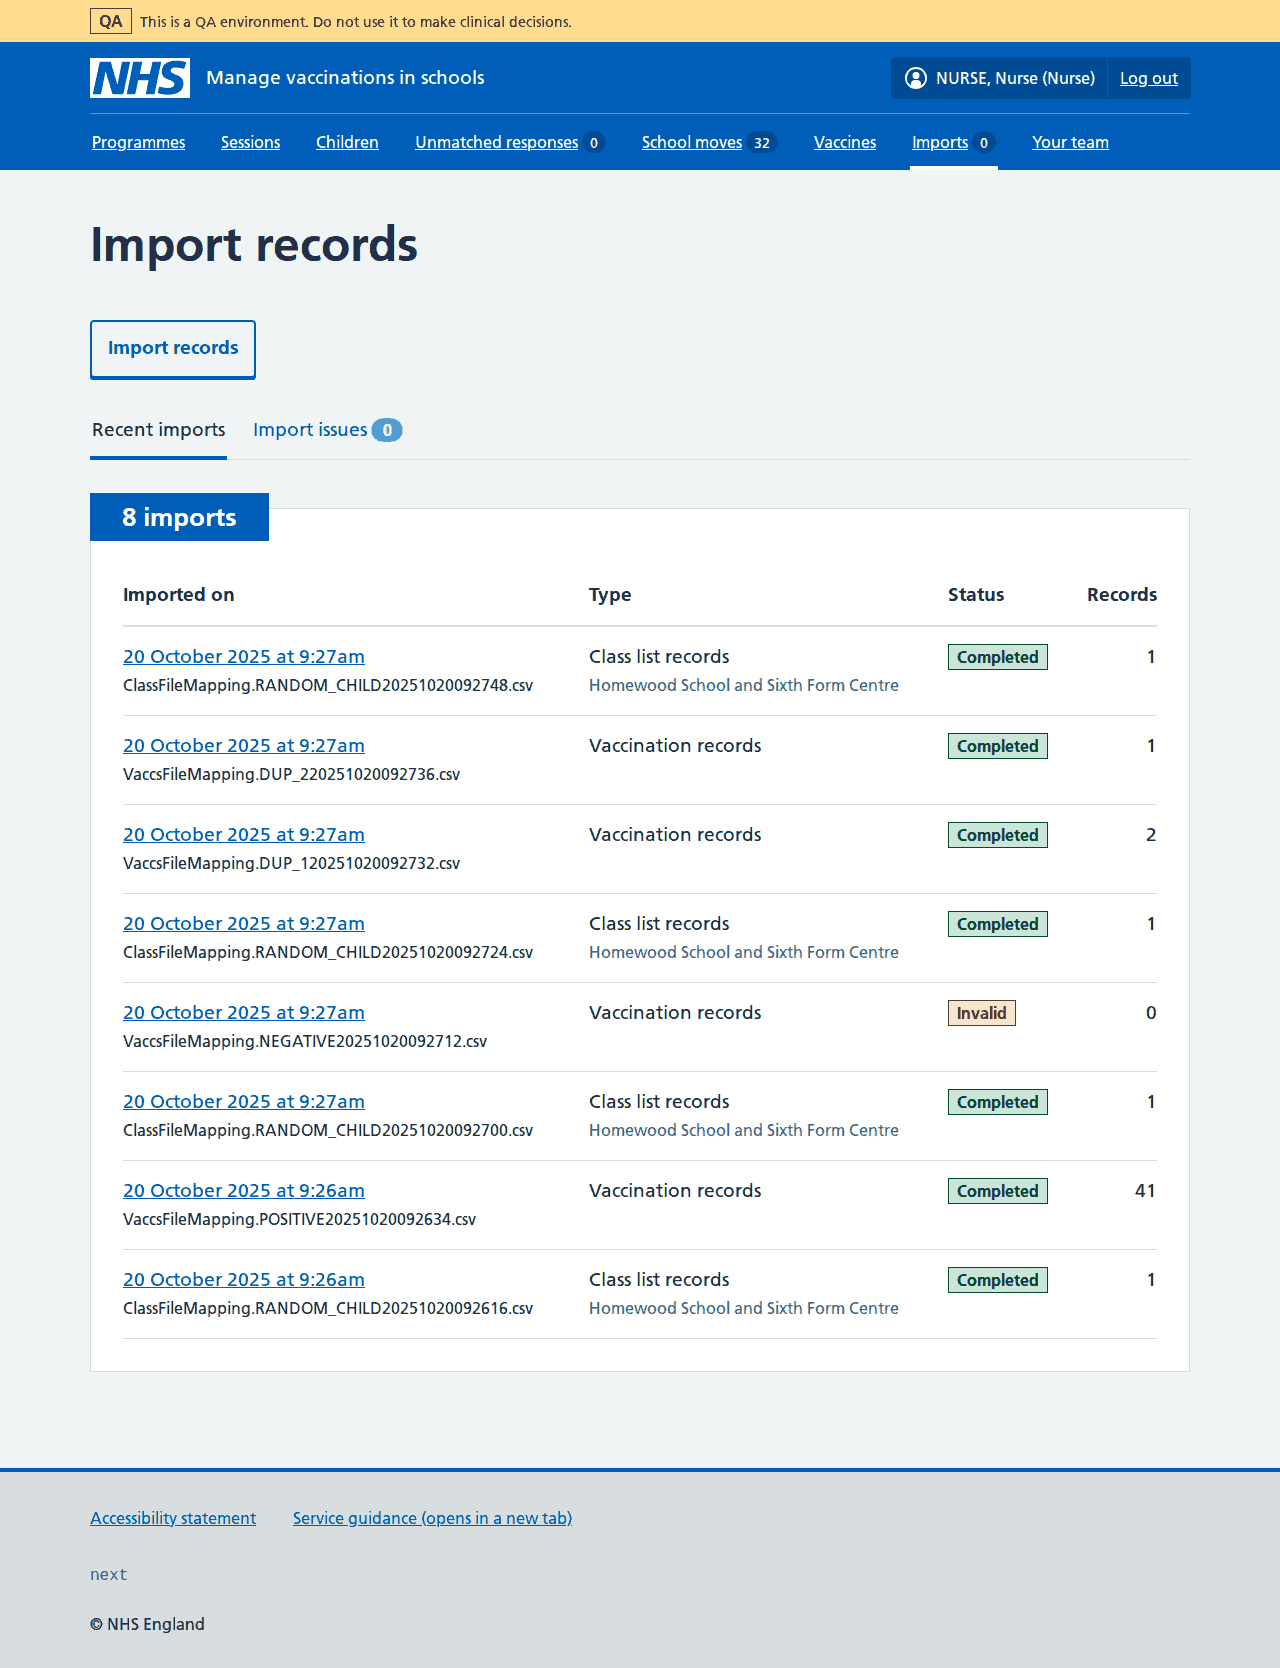 QA This is a QA environment. Do not use it to make clinical decisions.
NHS Manage vaccinations in schools NURSE, Nurse (Nurse) Log out
Programmes Sessions Children Unmatched responses 0 School moves 32 Vaccines Imports 0 Your team
Import records
Import records
Recent imports Import issues 0
8 imports
Imported on Type Status Records
20 October 2025 at 9:27am Class list records Completed 1
ClassFileMapping.RANDOM_CHILD20251020092748.csv Homewood School and Sixth Form Centre
20 October 2025 at 9:27am Vaccination records Completed 1
VaccsFileMapping.DUP_220251020092736.csv
20 October 2025 at 9:27am Vaccination records Completed 2
VaccsFileMapping.DUP_120251020092732.csv
20 October 2025 at 9:27am Class list records Completed 1
ClassFileMapping.RANDOM_CHILD20251020092724.csv Homewood School and Sixth Form Centre
20 October 2025 at 9:27am Vaccination records Invalid 0
VaccsFileMapping.NEGATIVE20251020092712.csv
20 October 2025 at 9:27am Class list records Completed 1
ClassFileMapping.RANDOM_CHILD20251020092700.csv Homewood School and Sixth Form Centre
20 October 2025 at 9:26am Vaccination records Completed 41
VaccsFileMapping.POSITIVE20251020092634.csv
20 October 2025 at 9:26am Class list records Completed 1
ClassFileMapping.RANDOM_CHILD20251020092616.csv Homewood School and Sixth Form Centre
Accessibility statement Service guidance (opens in a new tab)
next
© NHS England